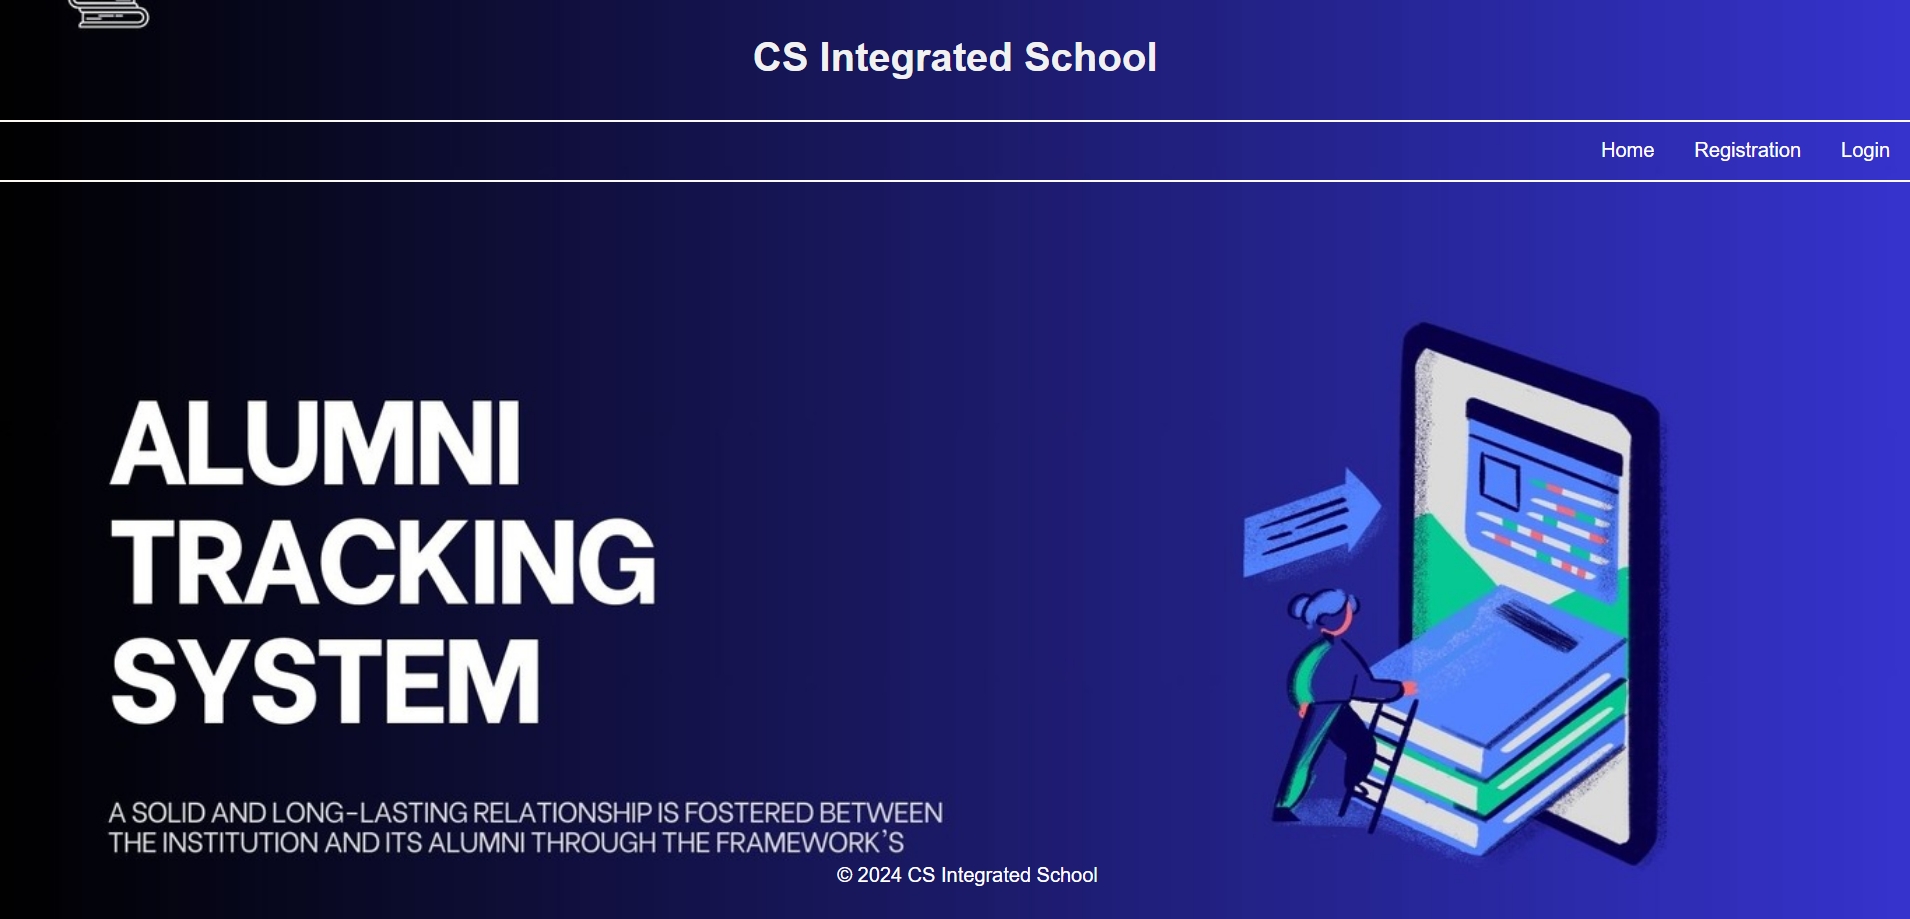 CS Integrated School
Home Registration Login
ALUMNI
TRACKING
SYSTEM
A SOLID AND LONG-LASTING RELATIONSHIP IS FOSTERED BETWEEN
THE INSTITUTION AND ITS ALUMNI THROUGH THE FRAMEWORK'S
© 2024 CS Integrated School